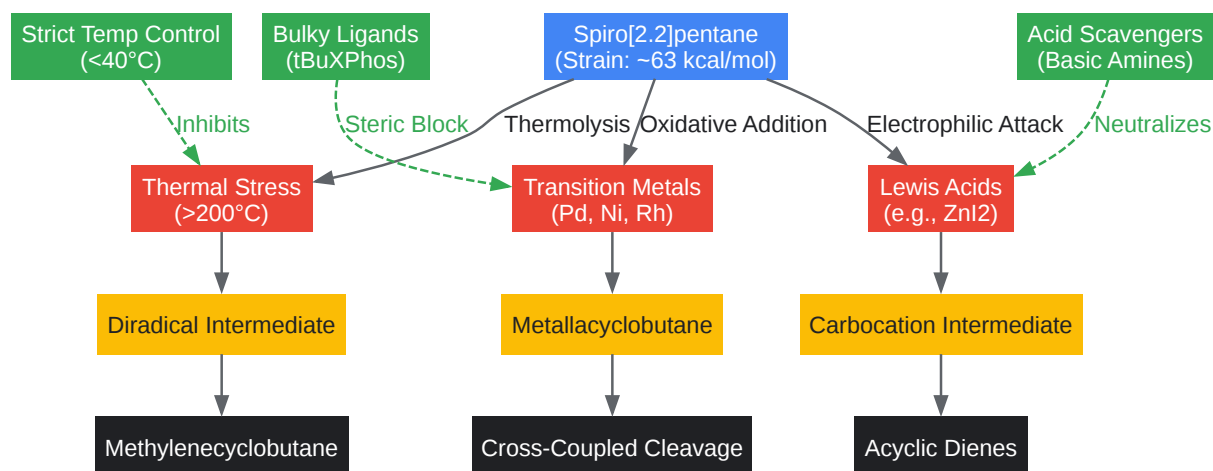 Strict Temp Control
(<40°C)
Bulky Ligands
(tBuXPhos)
Spiro[2.2]pentane
(Strain: ~63 kcal/mol)
Acid Scavengers
(Basic Amines)
Inhibits
Steric Block
Thermolysis
Oxidative Addition
Electrophilic Attack
Neutralizes
Thermal Stress
(>200°C)
Transition Metals
(Pd, Ni, Rh)
Lewis Acids
(e.g., ZnI2)
Diradical Intermediate
Metallacyclobutane
Carbocation Intermediate
Methylenecyclobutane
Cross-Coupled Cleavage
Acyclic Dienes